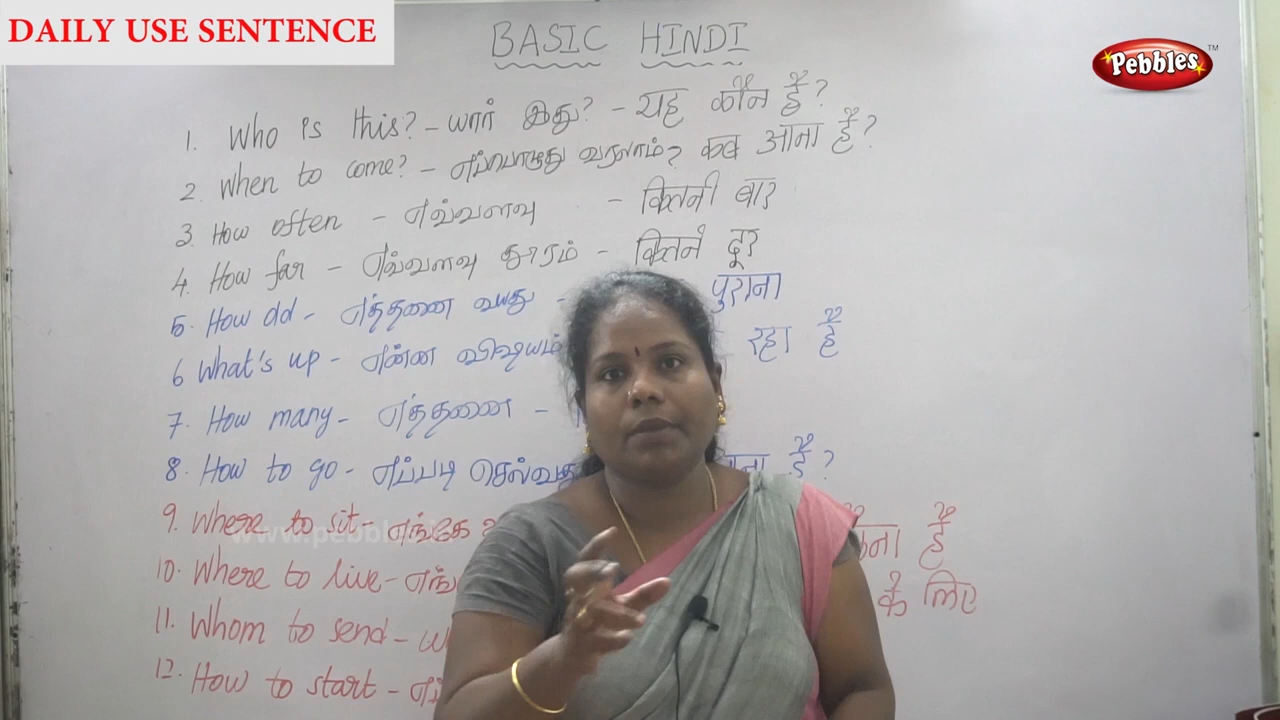 DAILY USE SENTENCE
BASIC HINDI
Pebbles™
1. Who is this? – யார் இது? – यह कौन है?
2. When to come? – எப்பொழுது வரலாம்? कब आना है?
3. How often – எவ்வளவு – कितनी बार
4. How far – எவ்வளவு தூரம் – कितने दूर
5. How old – எத்தணை வயது – पुराना
6 What's up – என்ன விஷயம் रहा है
7. How many – எத்தணை –
8. How to go – எப்படி செல்வது है?
9. Where to sit – எங்கே है
10. Where to live – के लिए
11. Whom to send –
12. How to start –